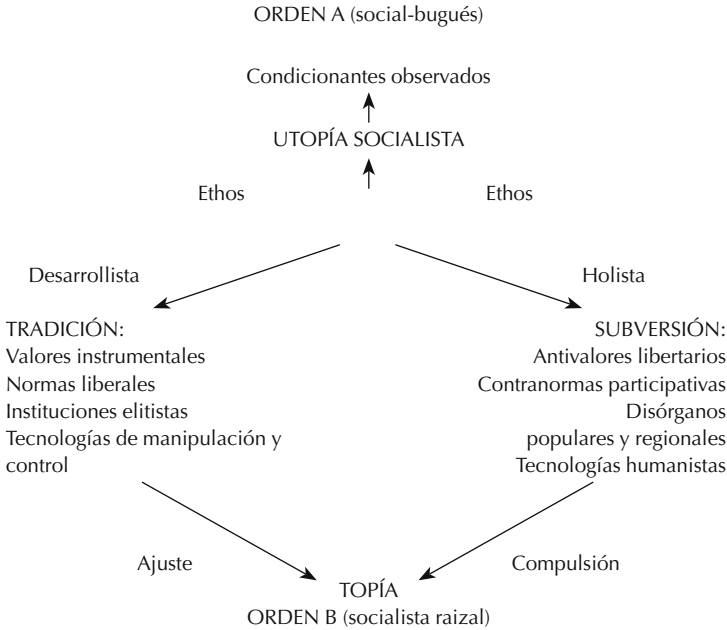 ORDEN A (social-bugués)
Condicionantes observados
UTOPÍA SOCIALISTA
Ethos
Ethos
Desarrollista
Holista
TRADICIÓN:
Valores instrumentales
Normas liberales
Instituciones elitistas
Tecnologías de manipulación y
control
SUBVERSIÓN:
Antivalores libertarios
Contranormas participativas
Disórganos
populares y regionales
Tecnologías humanistas
Ajuste
Compulsión
TOPÍA
ORDEN B (socialista raizal)